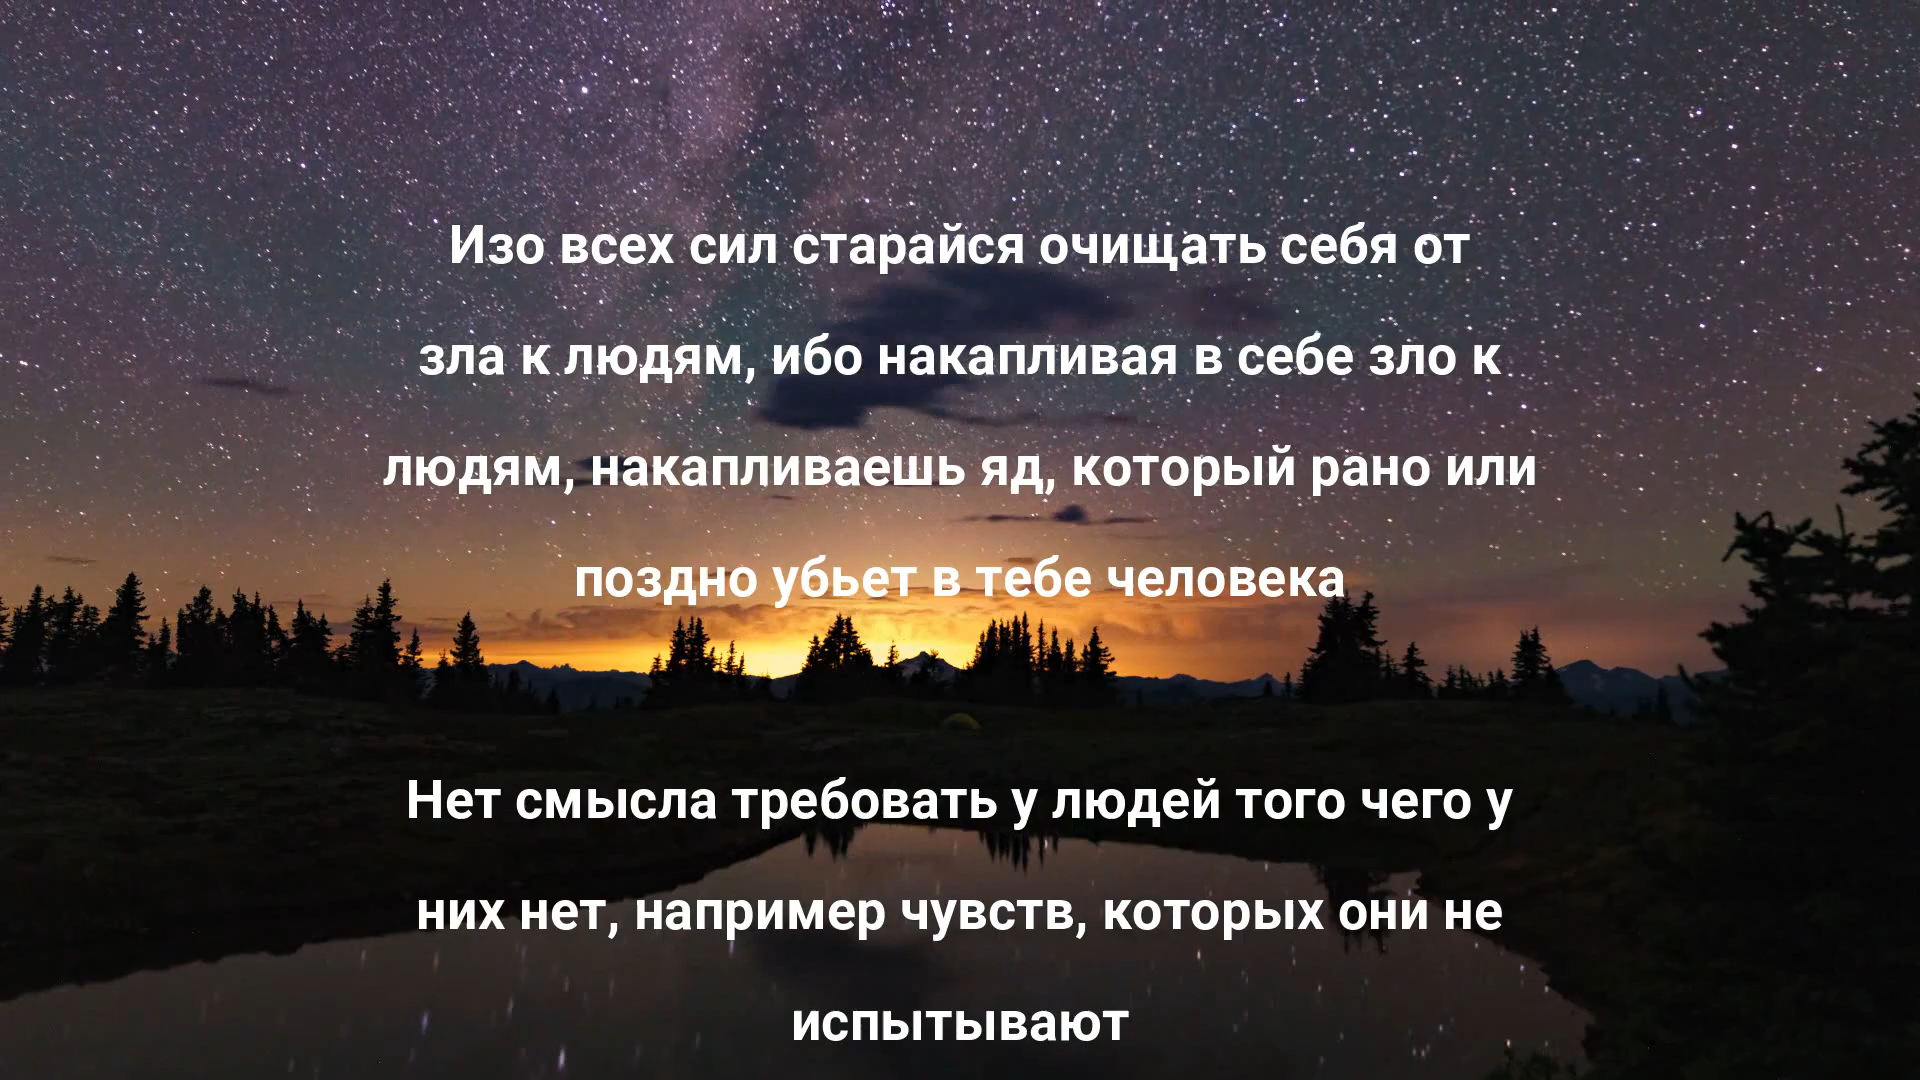 Изо всех сил старайся очищать себя от
зла к людям, ибо накапливая в себе зло к
людям, накапливаешь яд, который рано или
поздно убьет в тебе человека
Нет смысла требовать у людей того чего у
них нет, например чувств, которых они не
испытывают